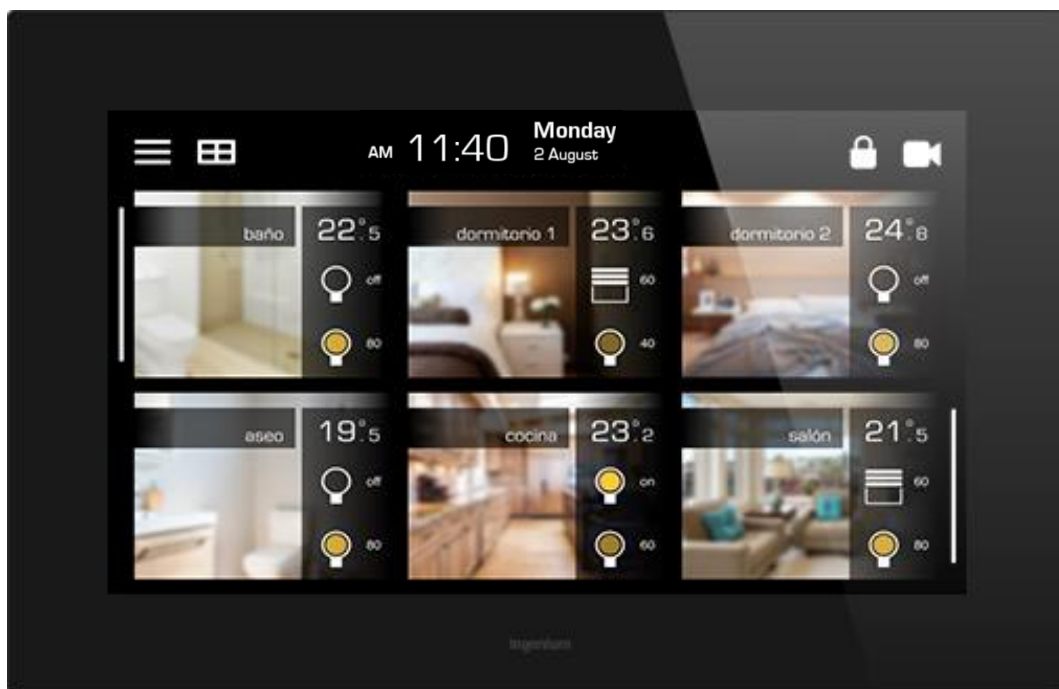 AM 11:40 Monday
2 August
baño 22°.5
off
80
dormitorio 1 23°.6
60
40
dormitorio 2 24°.8
off
80
aseo 19°.5
off
80
cocina 23°.2
on
60
salón 21°.5
60
80
Ingenium